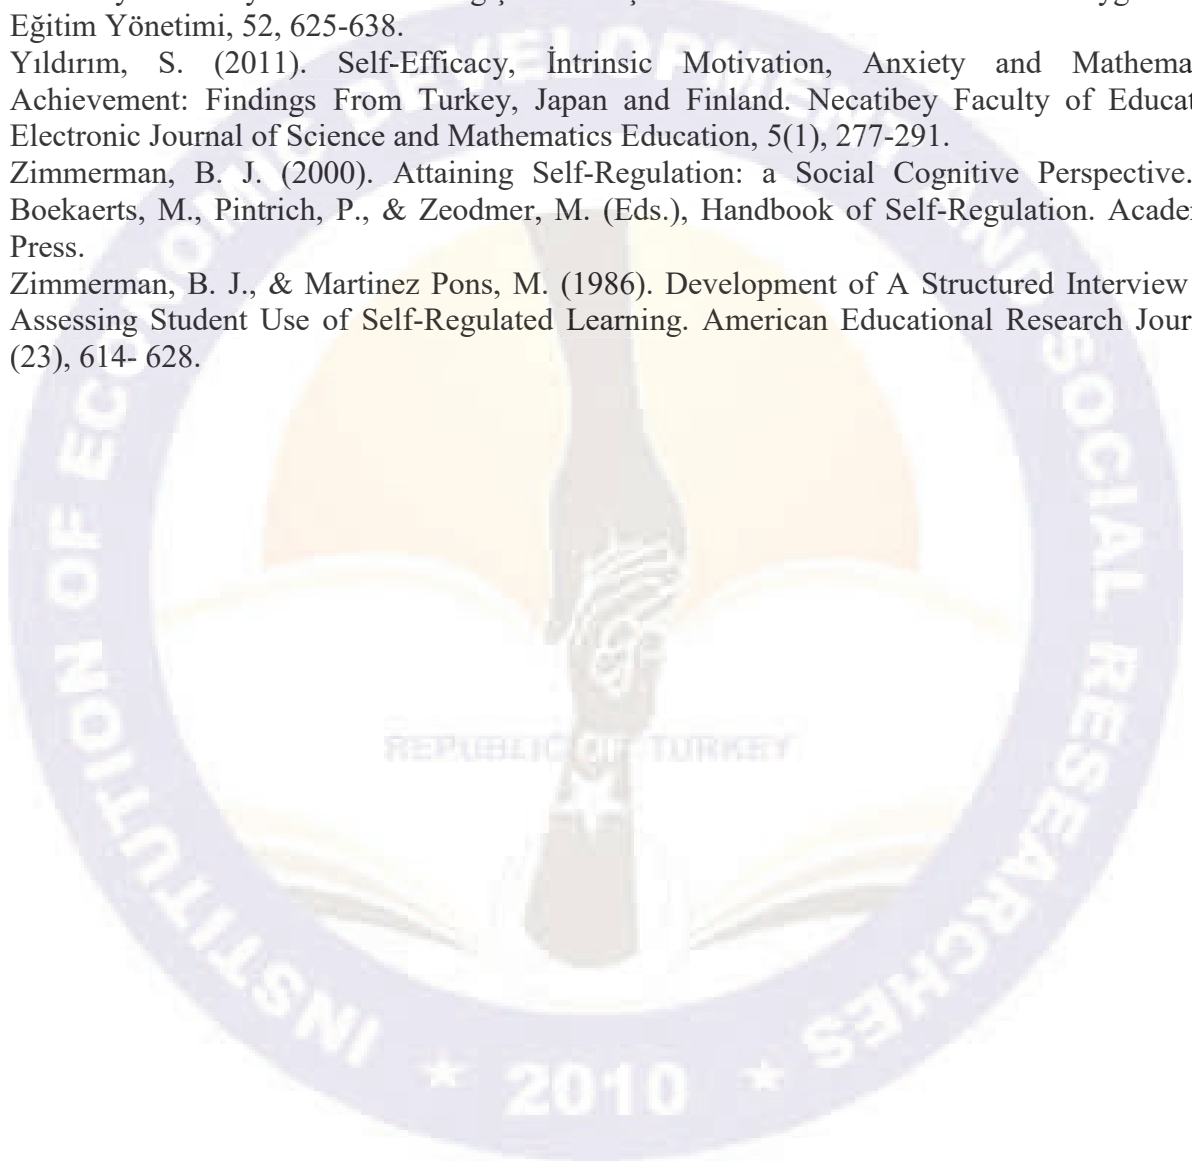 Eğitim Yönetimi, 52, 625-638.
Yıldırım, S. (2011). Self-Efficacy, İntrinsic Motivation, Anxiety and Mathema
Achievement: Findings From Turkey, Japan and Finland. Necatibey Faculty of Educat
Electronic Journal of Science and Mathematics Education, 5(1), 277-291.
Zimmerman, B. J. (2000). Attaining Self-Regulation: a Social Cognitive Perspective.
Boekaerts, M., Pintrich, P., & Zeodmer, M. (Eds.), Handbook of Self-Regulation. Acade
Press.
Zimmerman, B. J., & Martinez Pons, M. (1986). Development of A Structured Interview
Assessing Student Use of Self-Regulated Learning. American Educational Research Jour
(23), 614- 628.
INSTITUTION OF ECONOMIC DEVELOPMENT AND SOCIAL RESEARCHES
REPUBLIC OF TURKEY
★ 2010 ★